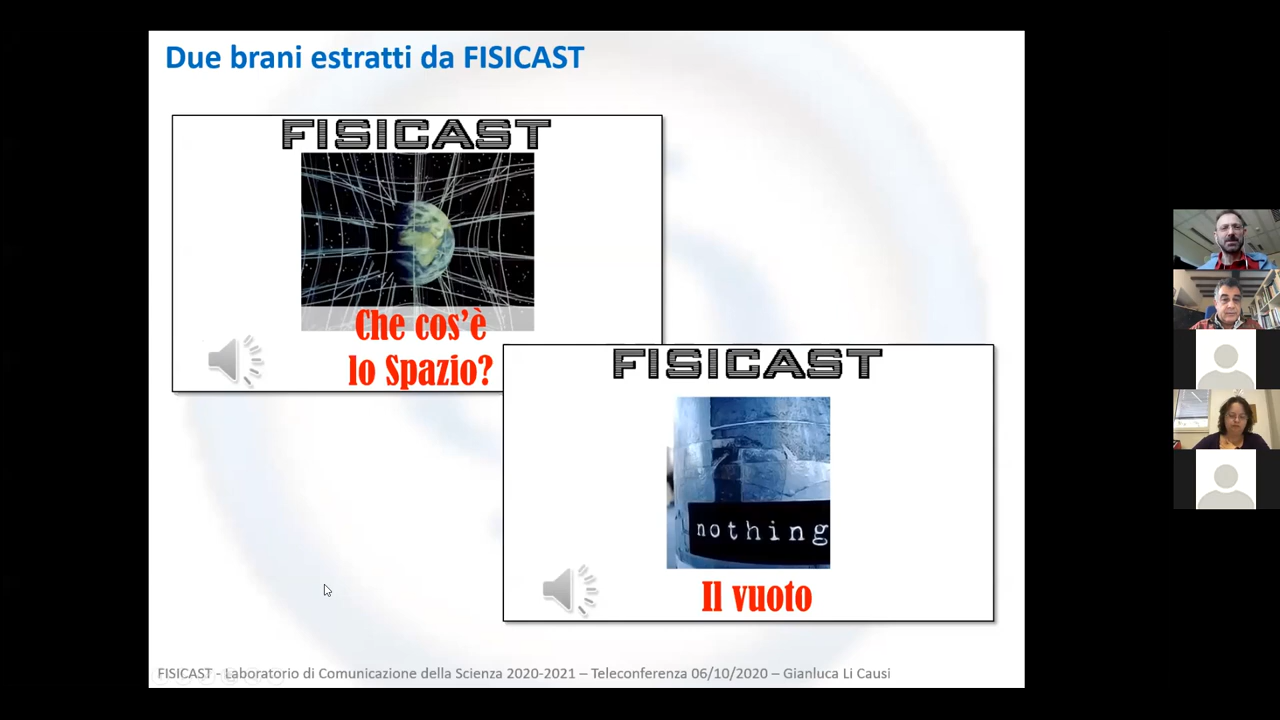 Due brani estratti da FISICAST
FISICAST
Che cos'è
lo Spazio?
FISICAST
nothing
Il vuoto
FISICAST - Laboratorio di Comunicazione della Scienza 2020-2021 – Teleconferenza 06/10/2020 – Gianluca Li Causi